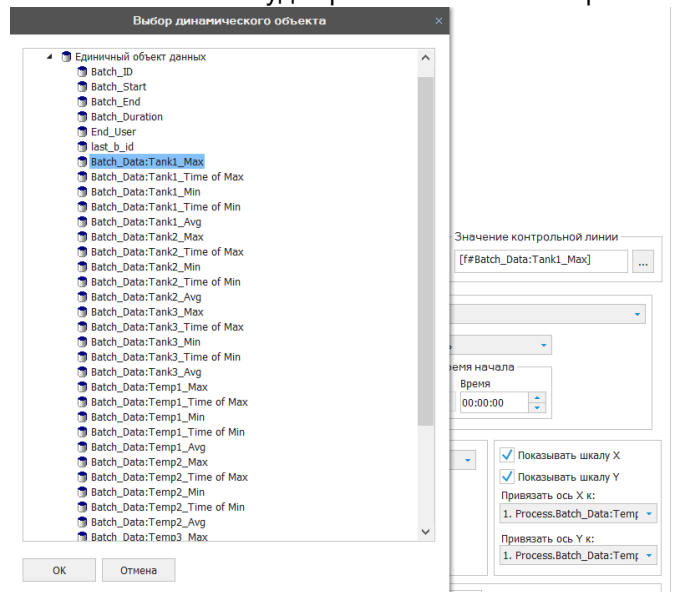 Выбор динамического объекта
×
Единичный объект данных
Batch_ID
Batch_Start
Batch_End
Batch_Duration
End_User
last_b_id
Batch_Data:Tank1_Max
Batch_Data:Tank1_Time of Max
Batch_Data:Tank1_Min
Batch_Data:Tank1_Time of Min
Batch_Data:Tank1_Avg
Batch_Data:Tank2_Max
Batch_Data:Tank2_Time of Max
Batch_Data:Tank2_Min
Batch_Data:Tank2_Time of Min
Batch_Data:Tank2_Avg
Batch_Data:Tank3_Max
Batch_Data:Tank3_Time of Max
Batch_Data:Tank3_Min
Batch_Data:Tank3_Time of Min
Batch_Data:Tank3_Avg
Batch_Data:Temp1_Max
Batch_Data:Temp1_Time of Max
Batch_Data:Temp1_Min
Batch_Data:Temp1_Time of Min
Batch_Data:Temp1_Avg
Batch_Data:Temp2_Max
Batch_Data:Temp2_Time of Max
Batch_Data:Temp2_Min
Batch_Data:Temp2_Time of Min
Batch_Data:Temp2_Avg
Batch_Data:Temp3_Max
ОК
Отмена
Значение контрольной линии
[f#Batch_Data:Tank1_Max]
...
начала
Время
00:00:00
Показывать шкалу X
Показывать шкалу Y
Привязать ось X к:
1. Process.Batch_Data:Temp
Привязать ось Y к:
1. Process.Batch_Data:Temp